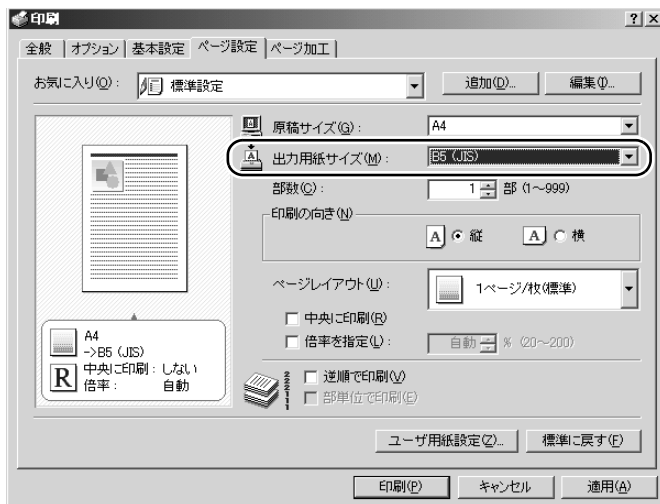 印刷
? ×
全般 オプション 基本設定 ページ設定 ページ加工
お気に入り(O): 標準設定 追加(D)... 編集(I)...
原稿サイズ(G): A4
出力用紙サイズ(M): B5 (JIS)
部数(C): 1 部 (1~999)
印刷の向き(N)
A 縦 A 横
ページレイアウト(U): 1ページ/枚(標準)
中央に印刷(R)
倍率を指定(L): 自動 % (20~200)
A4
->B5 (JIS)
中央に印刷:しない
R 倍率: 自動
逆順で印刷(V)
部単位で印刷(E)
ユーザ用紙設定(Z)... 標準に戻す(F)
印刷(P) キャンセル 適用(A)